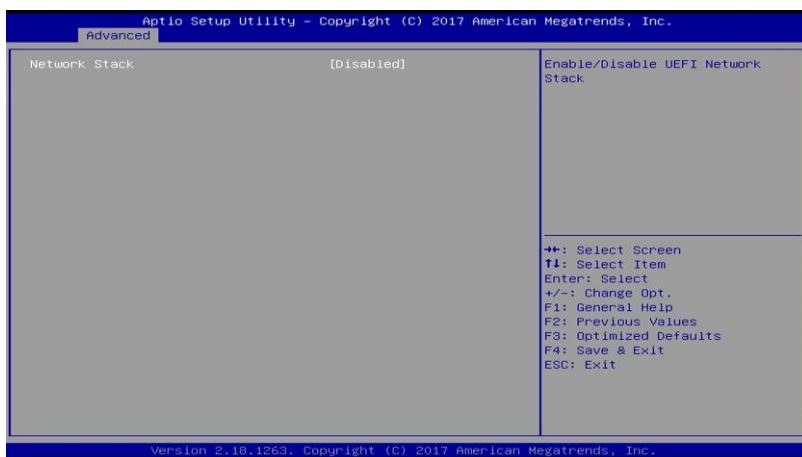 Aptio Setup Utility – Copyright (C) 2017 American Megatrends, Inc.
Advanced
Network Stack [Disabled]
Enable/Disable UEFI Network
Stack
→←: Select Screen
↑↓: Select Item
Enter: Select
+/-: Change Opt.
F1: General Help
F2: Previous Values
F3: Optimized Defaults
F4: Save & Exit
ESC: Exit
Version 2.18.1263. Copyright (C) 2017 American Megatrends, Inc.